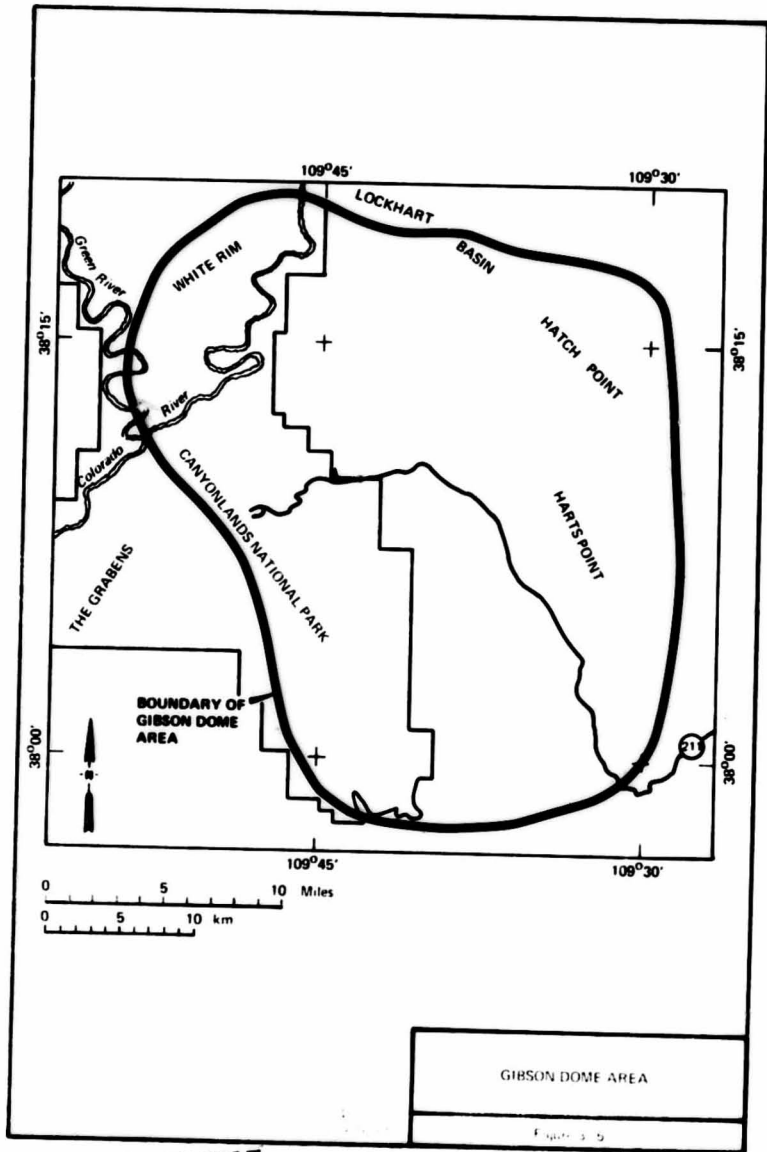 109°45'
109°30'
LOCKHART
BASIN
WHITE RIM
Green River
HATCH POINT
38°15'
38°15'
Colorado River
CANYONLANDS NATIONAL PARK
HARTS POINT
THE GRABENS
BOUNDARY OF
GIBSON DOME
AREA
211
38°00'
38°00'
N
109°45'
109°30'
0 5 10 Miles
0 5 10 km
GIBSON DOME AREA